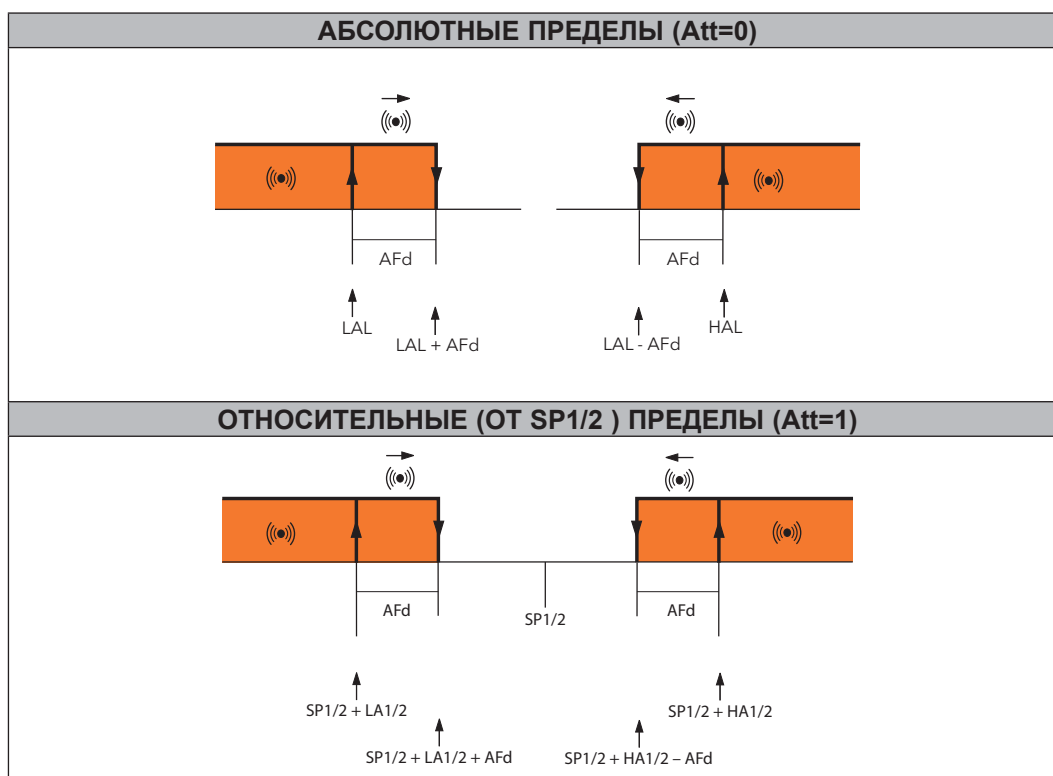 АБСОЛЮТНЫЕ ПРЕДЕЛЫ (Att=0)
AFd
AFd
LAL
HAL
LAL + AFd
LAL - AFd
ОТНОСИТЕЛЬНЫЕ (ОТ SP1/2 ) ПРЕДЕЛЫ (Att=1)
AFd
SP1/2
AFd
SP1/2 + LA1/2
SP1/2 + HA1/2
SP1/2 + LA1/2 + AFd
SP1/2 + HA1/2 – AFd